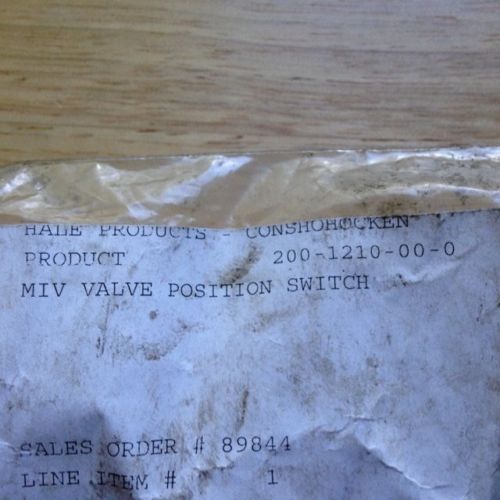 HALE PRODUCTS - CONSHOHOCKEN
PRODUCT 200-1210-00-0
MIV VALVE POSITION SWITCH
SALES ORDER # 89844
LINE ITEM # 1